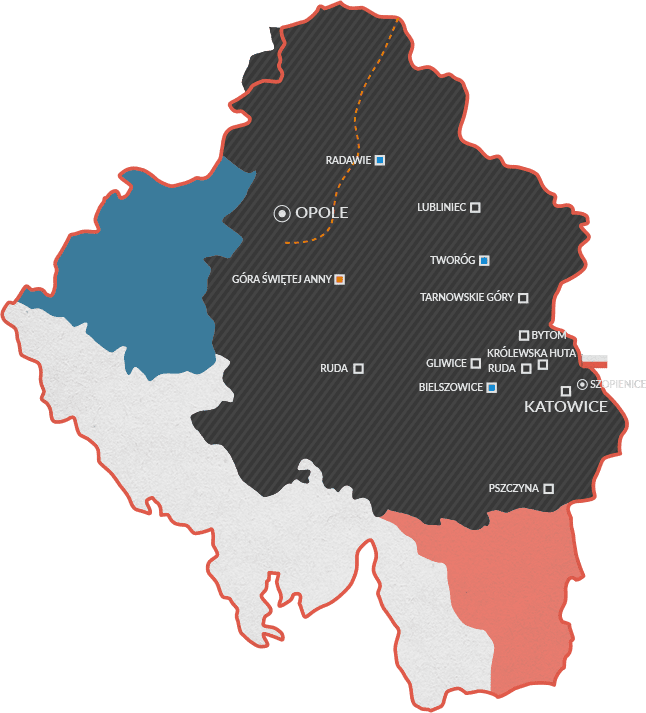 RADAWIE
LUBLINIEC
OPOLE
TWORÓG
GÓRA ŚWIĘTEJ ANNY
TARNOWSKIE GÓRY
BYTOM
KRÓLEWSKA HUTA
GLIWICE
RUDA
RUDA
BIELSZOWICE
SZOPIENICE
KATOWICE
PSZCZYNA